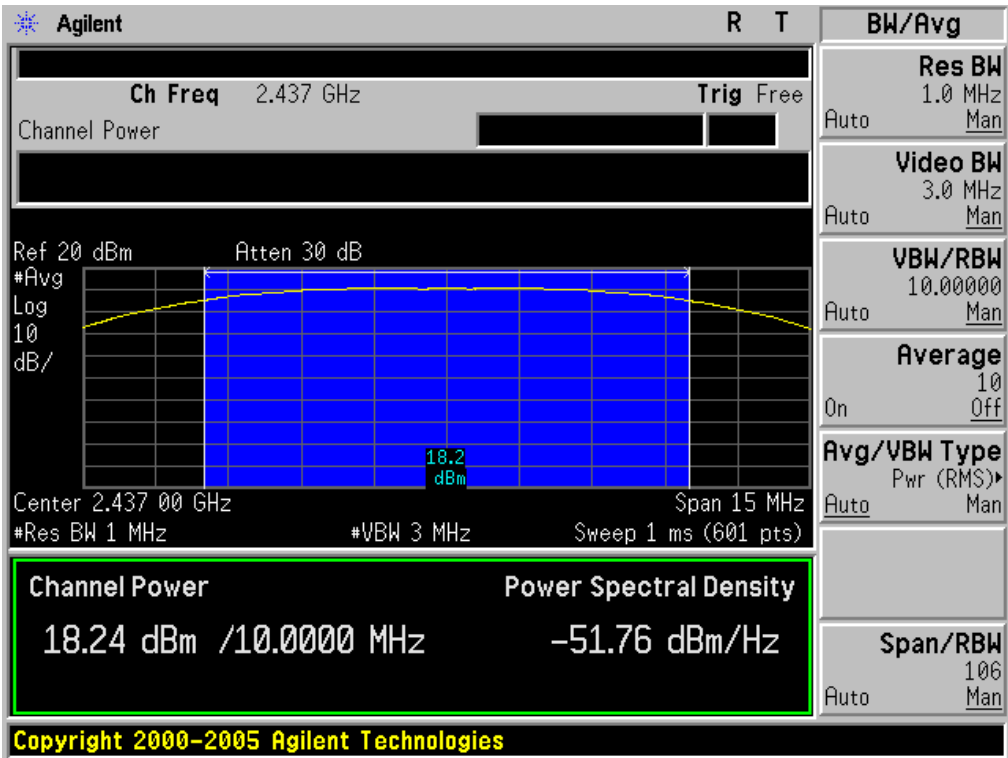 Agilent R T
Ch Freq 2.437 GHz Trig Free
Channel Power
Ref 20 dBm Atten 30 dB
#Avg
Log
10
dB/
18.2
dBm
Center 2.437 00 GHz Span 15 MHz
#Res BW 1 MHz #VBW 3 MHz Sweep 1 ms (601 pts)
Channel Power Power Spectral Density
18.24 dBm /10.0000 MHz -51.76 dBm/Hz
Copyright 2000-2005 Agilent Technologies
BW/Avg
Res BW
1.0 MHz
Auto Man
Video BW
3.0 MHz
Auto Man
VBW/RBW
10.00000
Auto Man
Average
10
On Off
Avg/VBW Type
Pwr (RMS)▸
Auto Man
Span/RBW
106
Auto Man